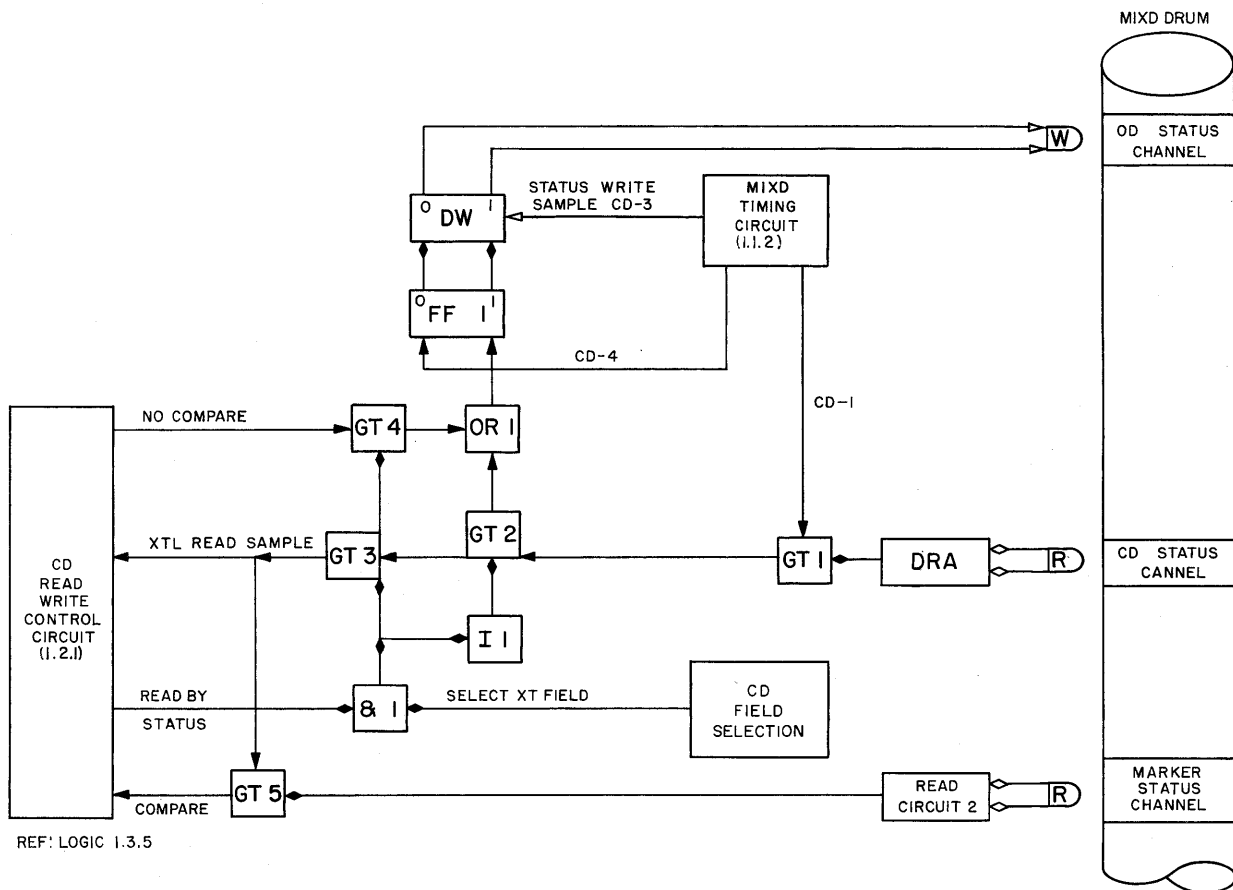 MIXD DRUM
W
OD STATUS
CHANNEL
0 DW 1
STATUS WRITE
SAMPLE CD-3
MIXD
TIMING
CIRCUIT
(1.1.2)
0 FF 1 1
CD-4
CD-1
NO COMPARE
GT 4
OR 1
CD
READ
WRITE
CONTROL
CIRCUIT
(1.2.1)
XTL READ SAMPLE
GT 3
GT 2
GT 1
DRA
R
CD STATUS
CANNEL
I 1
READ BY
STATUS
& 1
SELECT XT FIELD
CD
FIELD
SELECTION
COMPARE
GT 5
READ
CIRCUIT 2
R
MARKER
STATUS
CHANNEL
REF: LOGIC 1.3.5